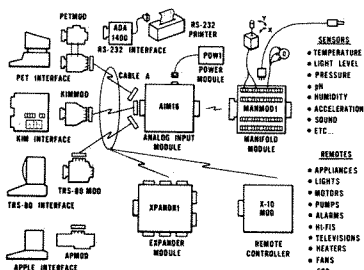 PETMOD
ADA
1400
RS-232
PRINTER
RS-232 INTERFACE
POW1
POWER
MODULE
PET INTERFACE
CABLE A
Y
X
SENSORS
• TEMPERATURE
• LIGHT LEVEL
• PRESSURE
• pH
• HUMIDITY
• ACCELERATION
• SOUND
• ETC...
KIMMOD
AIM16
MANMOD1
KIM INTERFACE
ANALOG INPUT
MODULE
MANIFOLD
MODULE
TRS-80 MOD
TRS-80 INTERFACE
XPANDR1
X-10
MOD
REMOTES
• APPLIANCES
• LIGHTS
• MOTORS
• PUMPS
• ALARMS
• HI-FIS
• TELEVISIONS
• HEATERS
• FANS
APMOD
APPLE INTERFACE
EXPANDER
MODULE
REMOTE
CONTROLLER